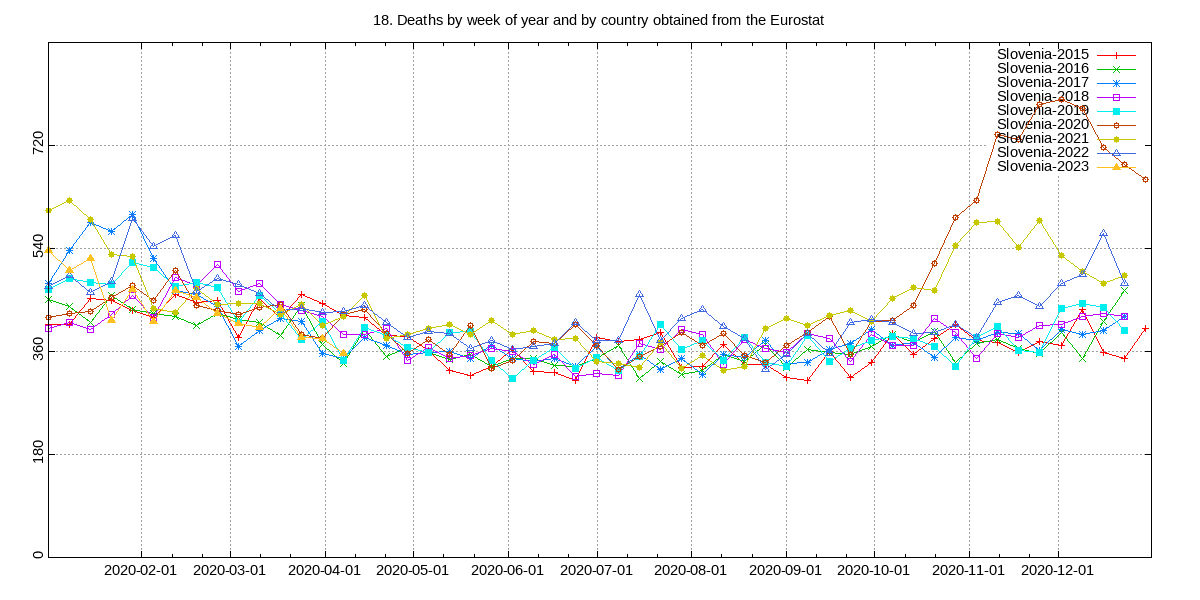 18. Deaths by week of year and by country obtained from the Eurostat
Slovenia-2015
Slovenia-2016
Slovenia-2017
Slovenia-2018
Slovenia-2019
Slovenia-2020
Slovenia-2021
Slovenia-2022
Slovenia-2023
720
540
360
180
0
2020-02-01 2020-03-01 2020-04-01 2020-05-01 2020-06-01 2020-07-01 2020-08-01 2020-09-01 2020-10-01 2020-11-01 2020-12-01